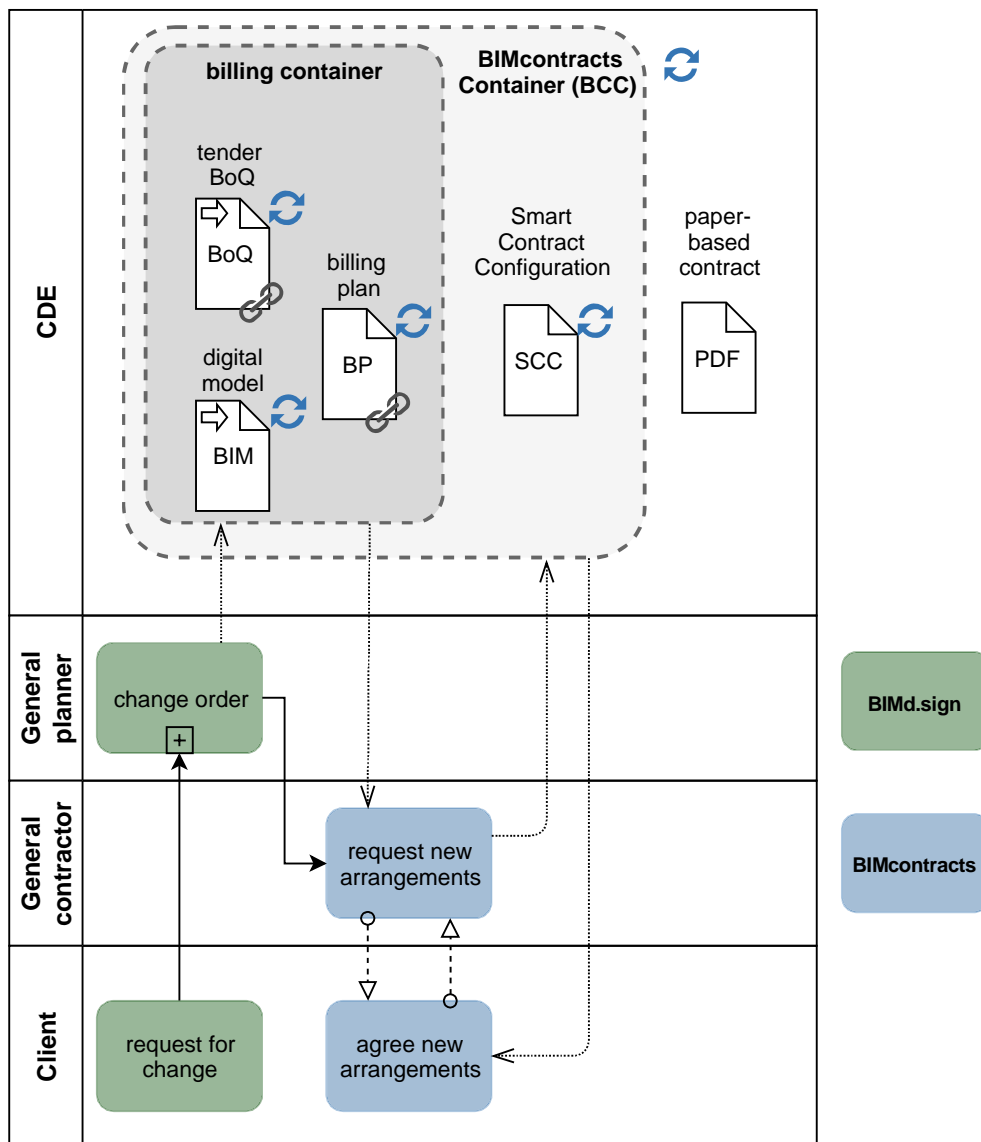 CDE
billing container
BIMcontracts
Container (BCC)
tender
BoQ
BoQ
billing
plan
BP
digital
model
BIM
Smart
Contract
Configuration
SCC
paper-
based
contract
PDF
General
planner
change order
+
BIMd.sign
General
contractor
request new
arrangements
BIMcontracts
Client
request for
change
agree new
arrangements